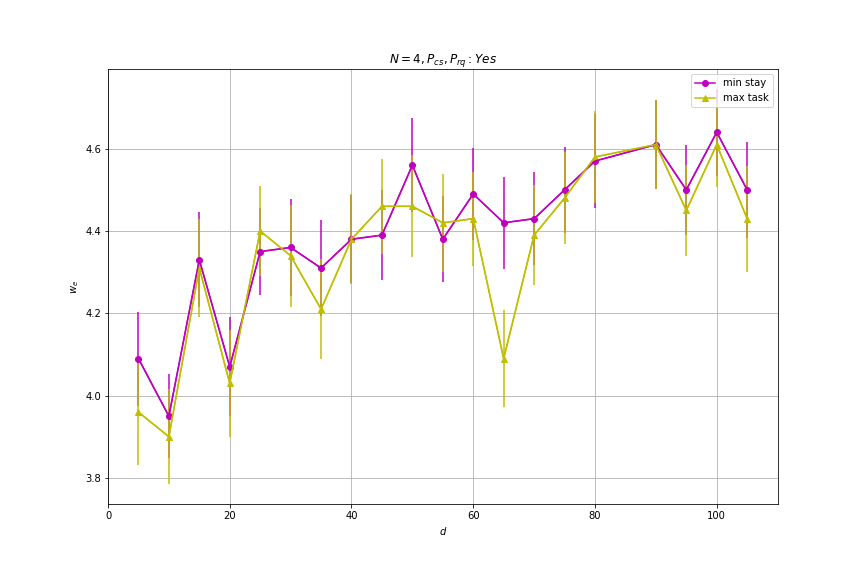 N = 4, P_cs, P_rq : Yes
min stay
max task
w_e
4.6
4.4
4.2
4.0
3.8
0 20 40 60 80 100
d